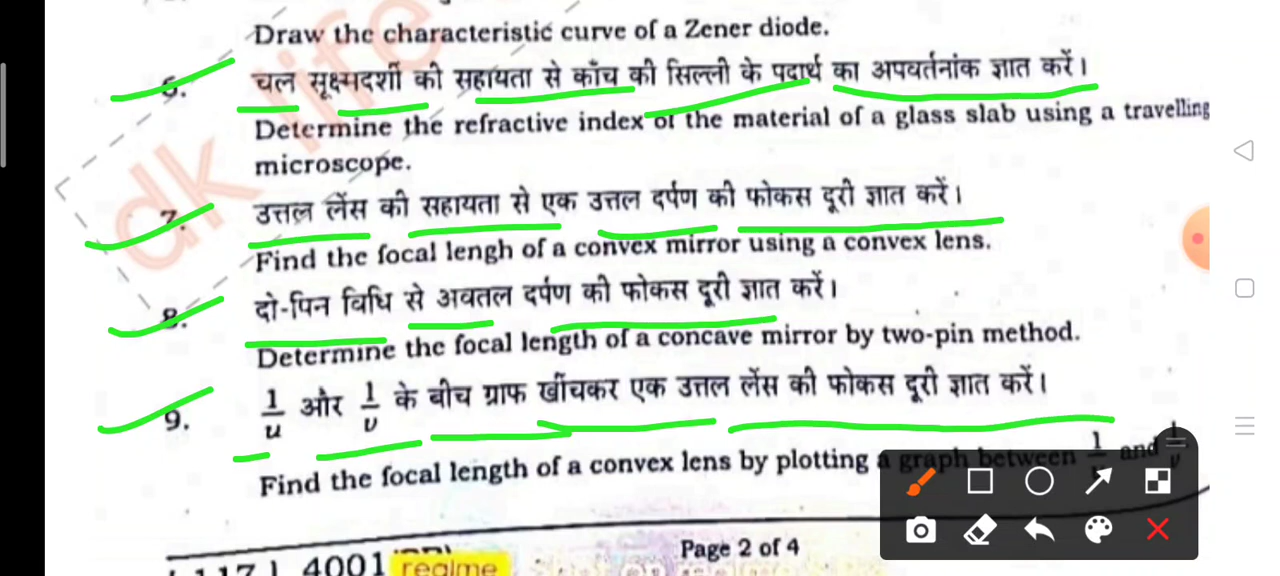 Draw the characteristic curve of a Zener diode.
6. चल सूक्ष्मदर्शी की सहायता से काँच की सिल्ली के पदार्थ का अपवर्तनांक ज्ञात करें।
Determine the refractive index of the material of a glass slab using a travelling
microscope.
7. उत्तल लेंस की सहायता से एक उत्तल दर्पण की फोकस दूरी ज्ञात करें।
Find the focal lengh of a convex mirror using a convex lens.
8. दो-पिन विधि से अवतल दर्पण की फोकस दूरी ज्ञात करें।
Determine the focal length of a concave mirror by two-pin method.
9. 1/u और 1/v के बीच ग्राफ खींचकर एक उत्तल लेंस की फोकस दूरी ज्ञात करें।
Find the focal length of a convex lens by plotting a graph between 1 and 1/v
Page 2 of 4
4001
realme
dk life